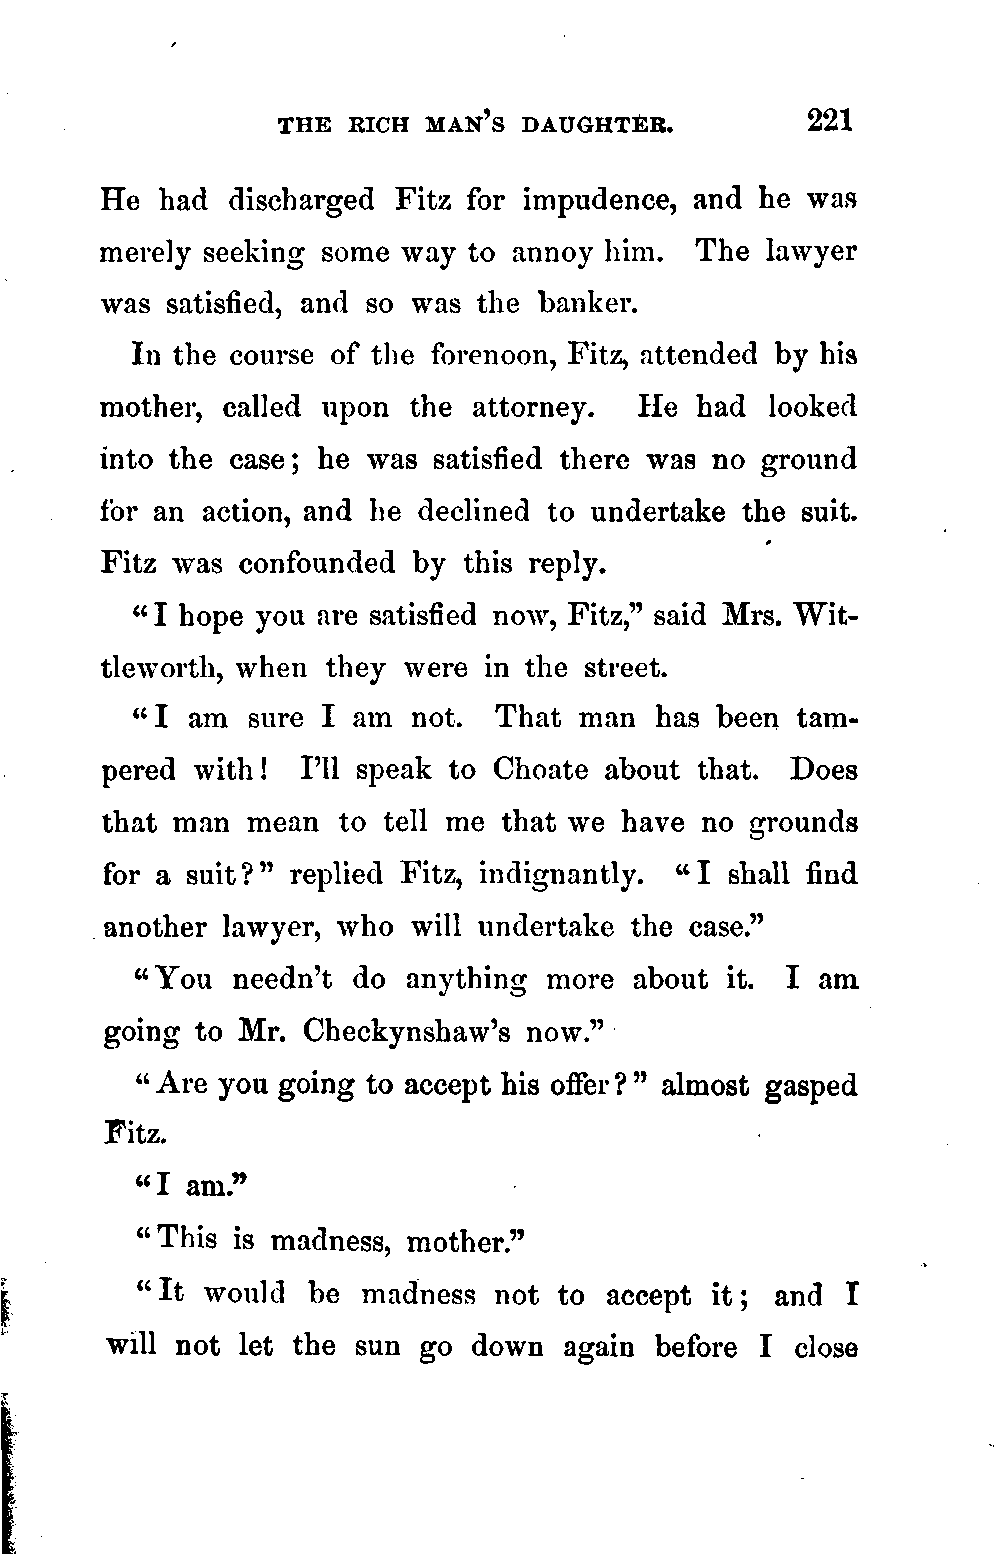 THE RICH MAN'S DAUGHTER. 221
He had discharged Fitz for impudence, and he was
merely seeking some way to annoy him. The lawyer
was satisfied, and so was the banker.
In the course of the forenoon, Fitz, attended by his
mother, called upon the attorney. He had looked
into the case; he was satisfied there was no ground
for an action, and he declined to undertake the suit.
Fitz was confounded by this reply.
“I hope you are satisfied now, Fitz,” said Mrs. Wit-
tleworth, when they were in the street.
“I am sure I am not. That man has been tam-
pered with! I'll speak to Choate about that. Does
that man mean to tell me that we have no grounds
for a suit?” replied Fitz, indignantly. “I shall find
another lawyer, who will undertake the case.”
“You needn't do anything more about it. I am
going to Mr. Checkynshaw's now.”
“Are you going to accept his offer?” almost gasped
Fitz.
“I am.”
“This is madness, mother.”
“It would be madness not to accept it; and I
will not let the sun go down again before I close